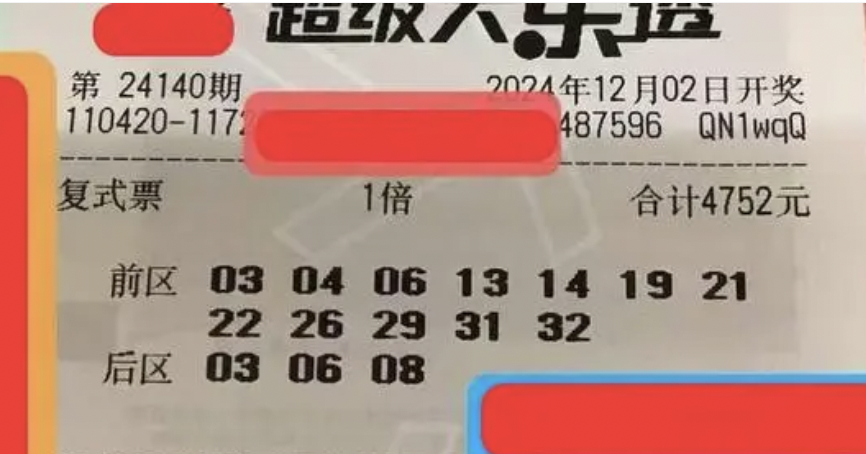 超级大乐透
第 24140期 2024年12月02日开奖
110420-1172 487596 QN1wqQ
复式票 1倍 合计4752元
前区 03 04 06 13 14 19 21
22 26 29 31 32
后区 03 06 08